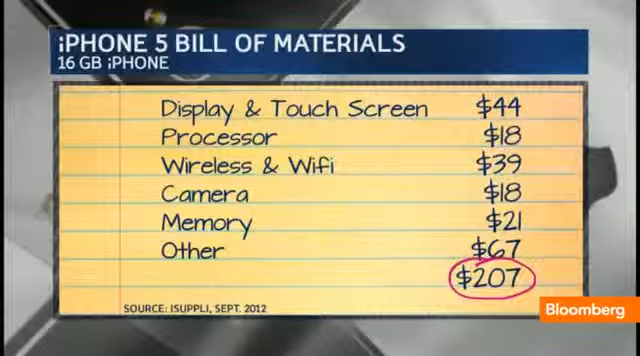 iPHONE 5 BILL OF MATERIALS
16 GB iPHONE
Display & Touch Screen $44
Processor $18
Wireless & Wifi $39
Camera $18
Memory $21
Other $67
$207
SOURCE: ISUPPLI, SEPT. 2012
Bloomberg